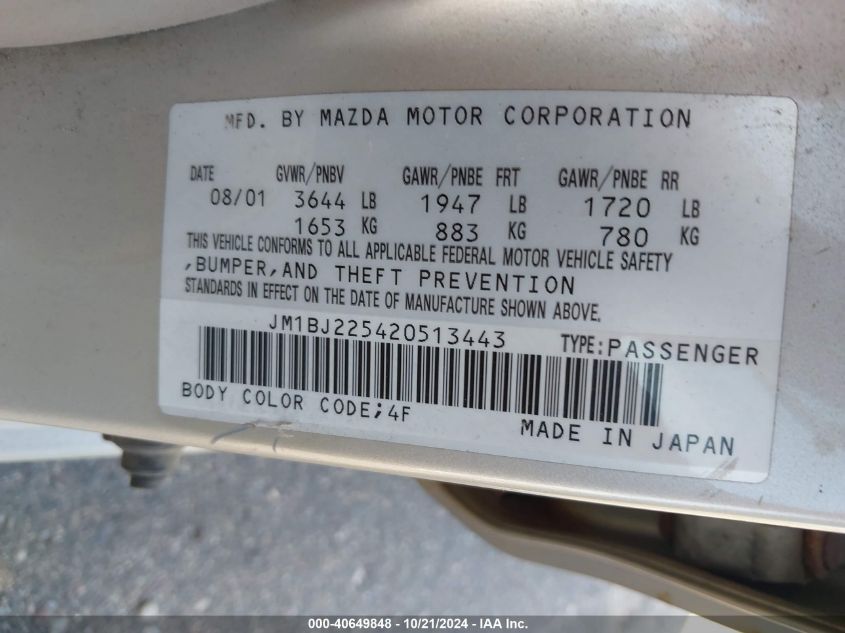 MFD. BY MAZDA MOTOR CORPORATION
DATE GVWR/PNBV GAWR/PNBE FRT GAWR/PNBE RR
08/01 3644 LB 1947 LB 1720 LB
1653 KG 883 KG 780 KG
THIS VEHICLE CONFORMS TO ALL APPLICABLE FEDERAL MOTOR VEHICLE SAFETY
,BUMPER,AND THEFT PREVENTION
STANDARDS IN EFFECT ON THE DATE OF MANUFACTURE SHOWN ABOVE.
JM1BJ225420513443 TYPE:PASSENGER
BODY COLOR CODE;4F
MADE IN JAPAN
000-40649848 - 10/21/2024 - IAA Inc.